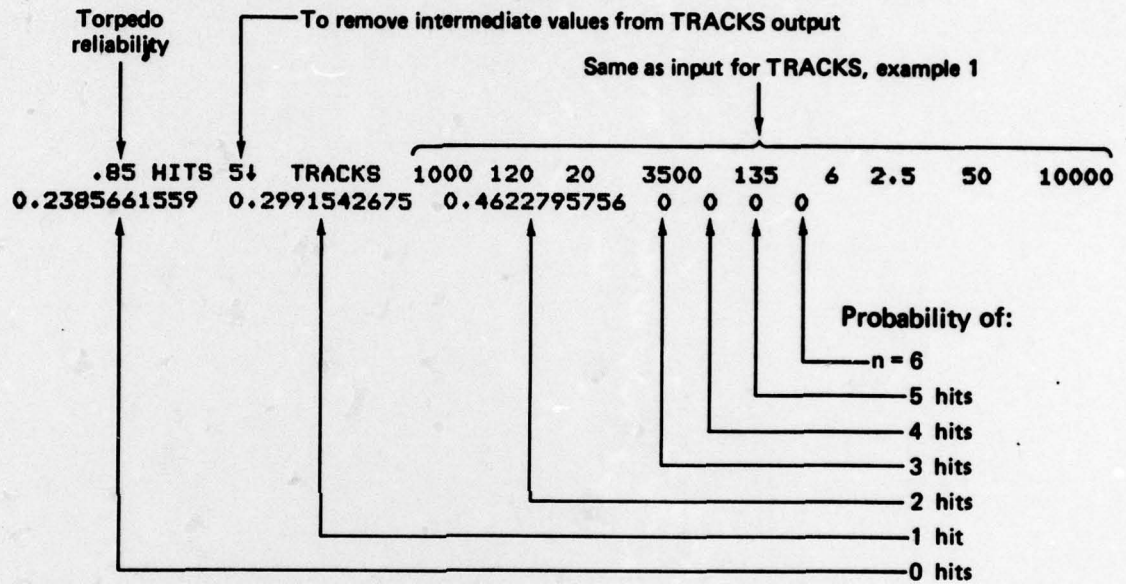 Torpedo
reliability
To remove intermediate values from TRACKS output
Same as input for TRACKS, example 1
.85 HITS 5↓ TRACKS 1000 120 20 3500 135 6 2.5 50 10000
0.2385661559 0.2991542675 0.4622795756 0 0 0 0
Probability of:
n = 6
5 hits
4 hits
3 hits
2 hits
1 hit
0 hits